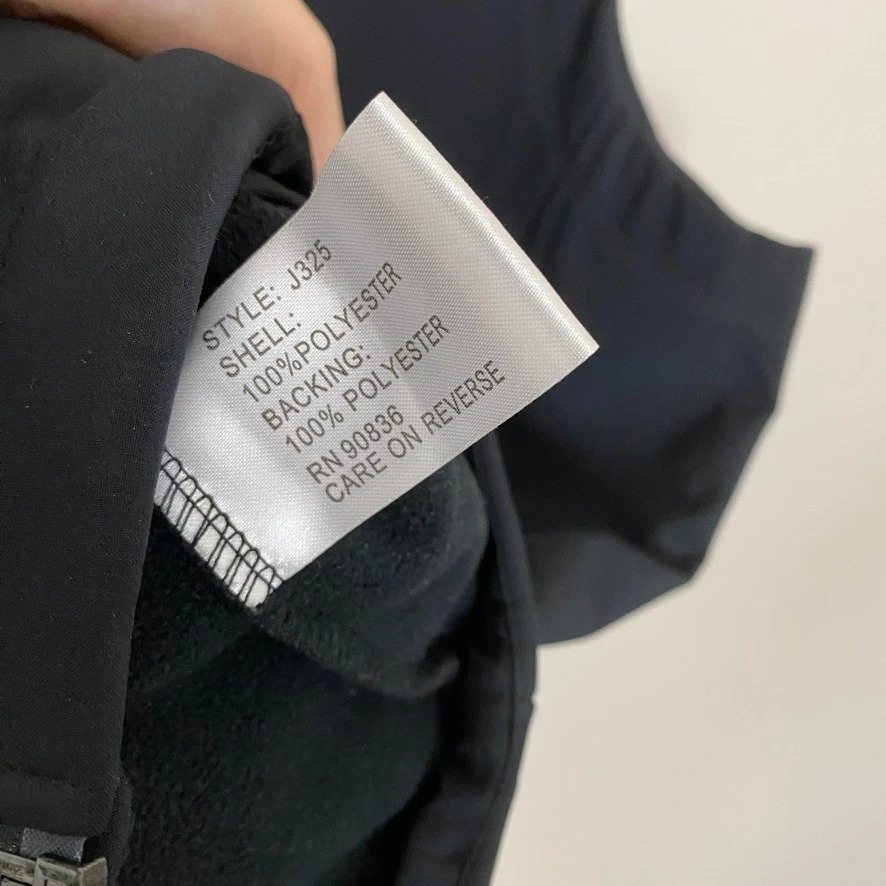 STYLE: J325
SHELL:
100%POLYESTER
BACKING:
100% POLYESTER
RN 90836
CARE ON REVERSE